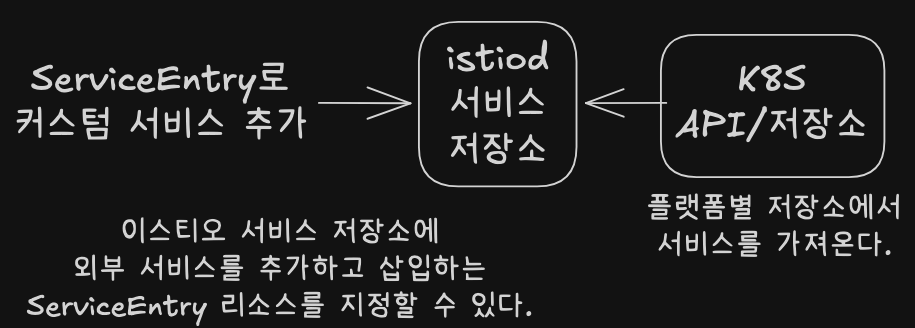 ServiceEntry로
커스텀 서비스 추가
istiod
서비스
저장소
K8S
API/저장소
이스티오 서비스 저장소에
외부 서비스를 추가하고 삽입하는
ServiceEntry 리소스를 지정할 수 있다.
플랫폼별 저장소에서
서비스를 가져온다.